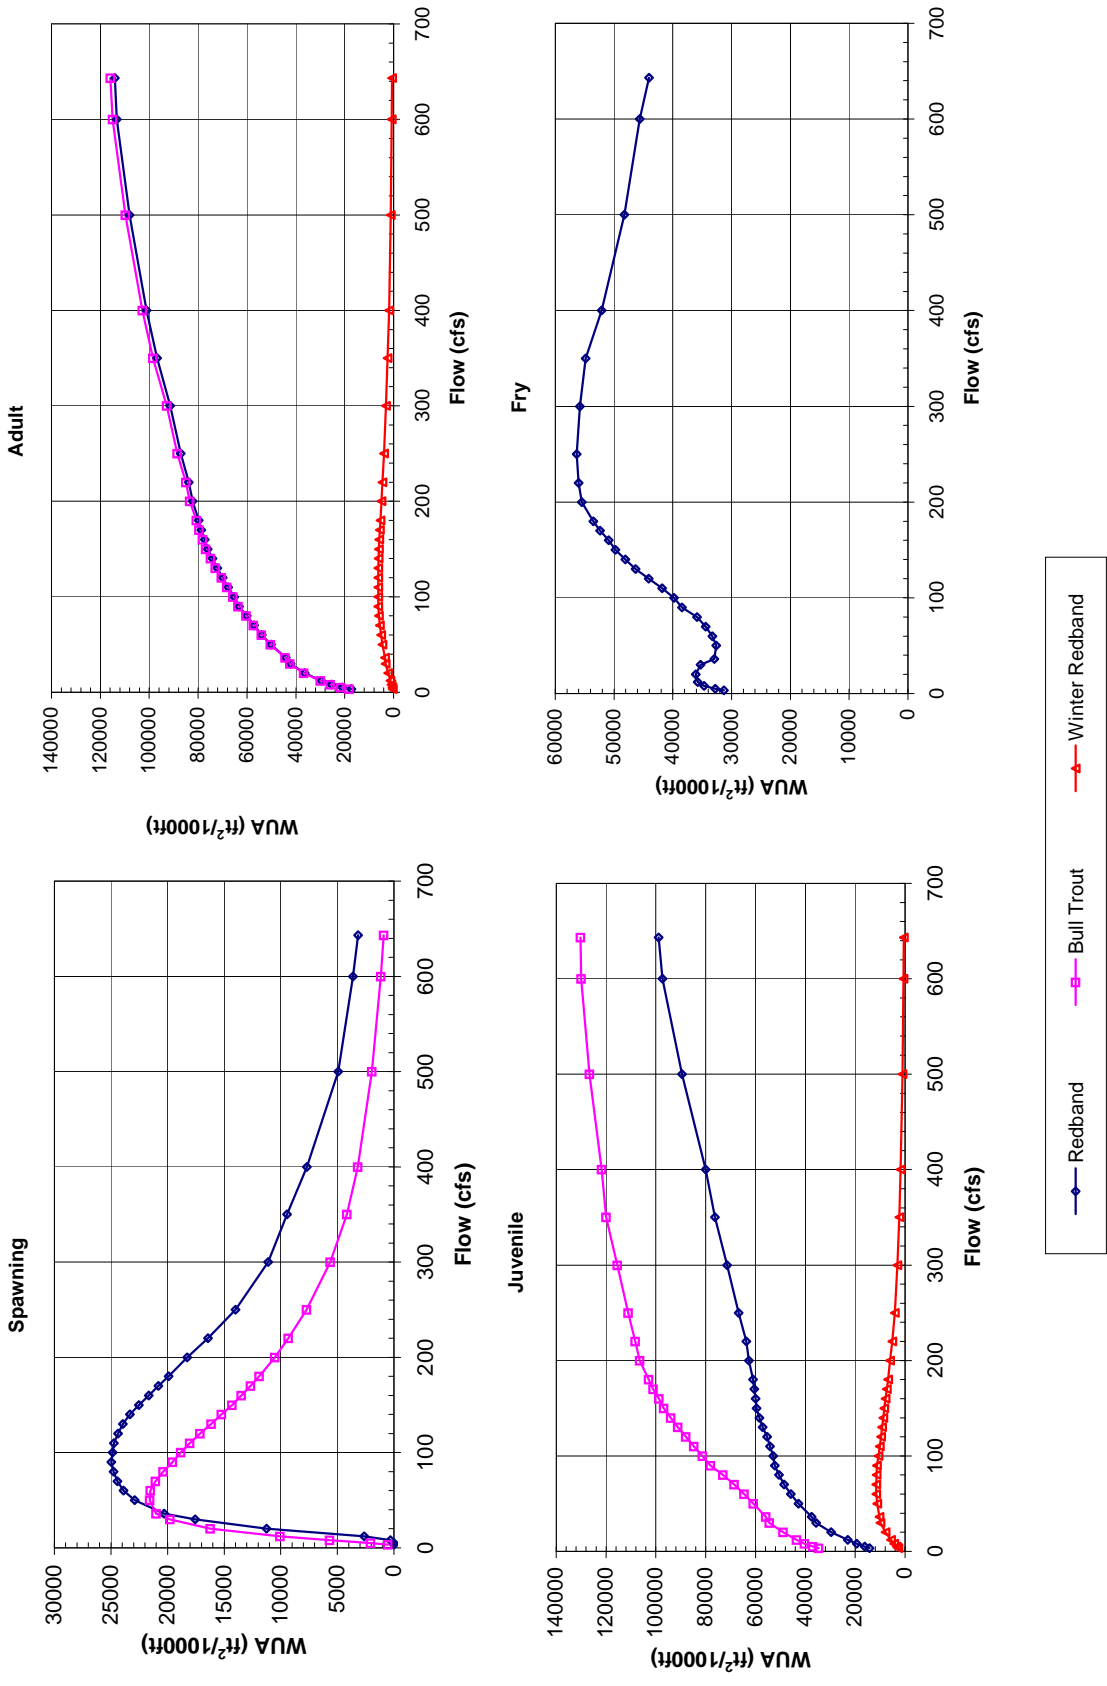 Spawning
WUA (ft²/1000ft)
30000
25000
20000
15000
10000
5000
0
0 100 200 300 400 500 600 700
Flow (cfs)
Adult
WUA (ft²/1000ft)
140000
120000
100000
80000
60000
40000
20000
0
0 100 200 300 400 500 600 700
Flow (cfs)
Juvenile
WUA (ft²/1000ft)
140000
120000
100000
80000
60000
40000
20000
0
0 100 200 300 400 500 600 700
Flow (cfs)
Fry
WUA (ft²/1000ft)
60000
50000
40000
30000
20000
10000
0
0 100 200 300 400 500 600 700
Flow (cfs)
Redband Bull Trout Winter Redband